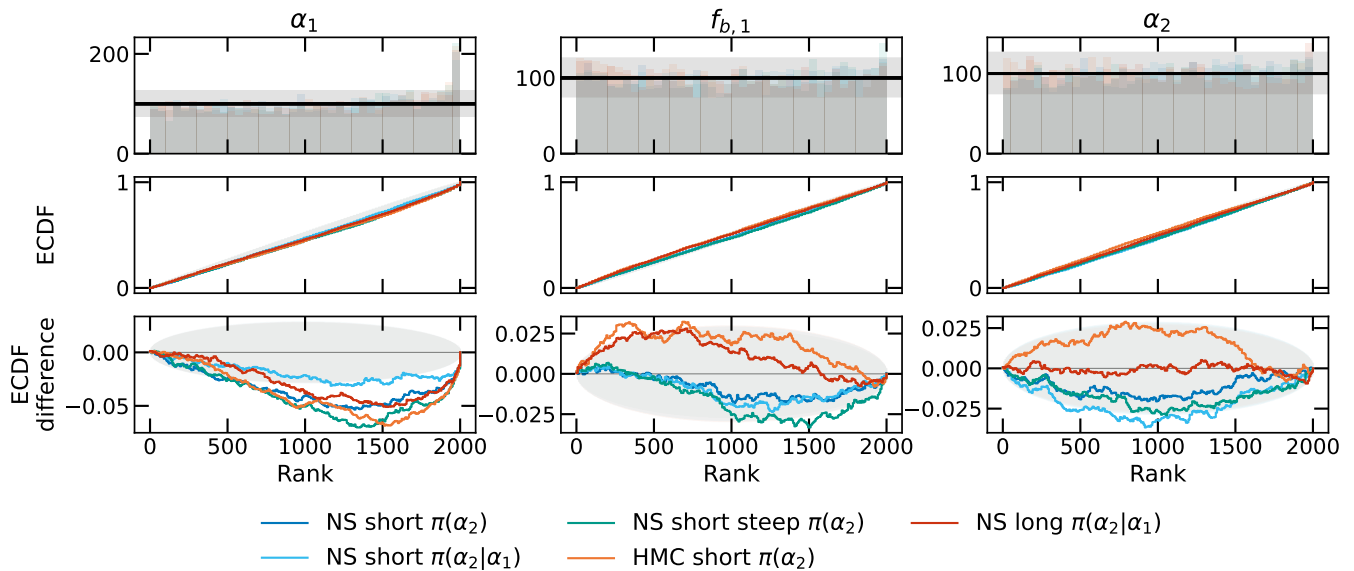 α₁ f_b,1 α₂
200
0
100
0
100
0
ECDF
1
0
1
0
1
0
ECDF
difference
0.00
−0.05
0.025
0.000
−0.025
0.025
0.000
−0.025
0 500 1000 1500 2000 0 500 1000 1500 2000 0 500 1000 1500 2000
Rank Rank Rank
NS short π(α₂) NS short steep π(α₂) NS long π(α₂|α₁)
NS short π(α₂|α₁) HMC short π(α₂)